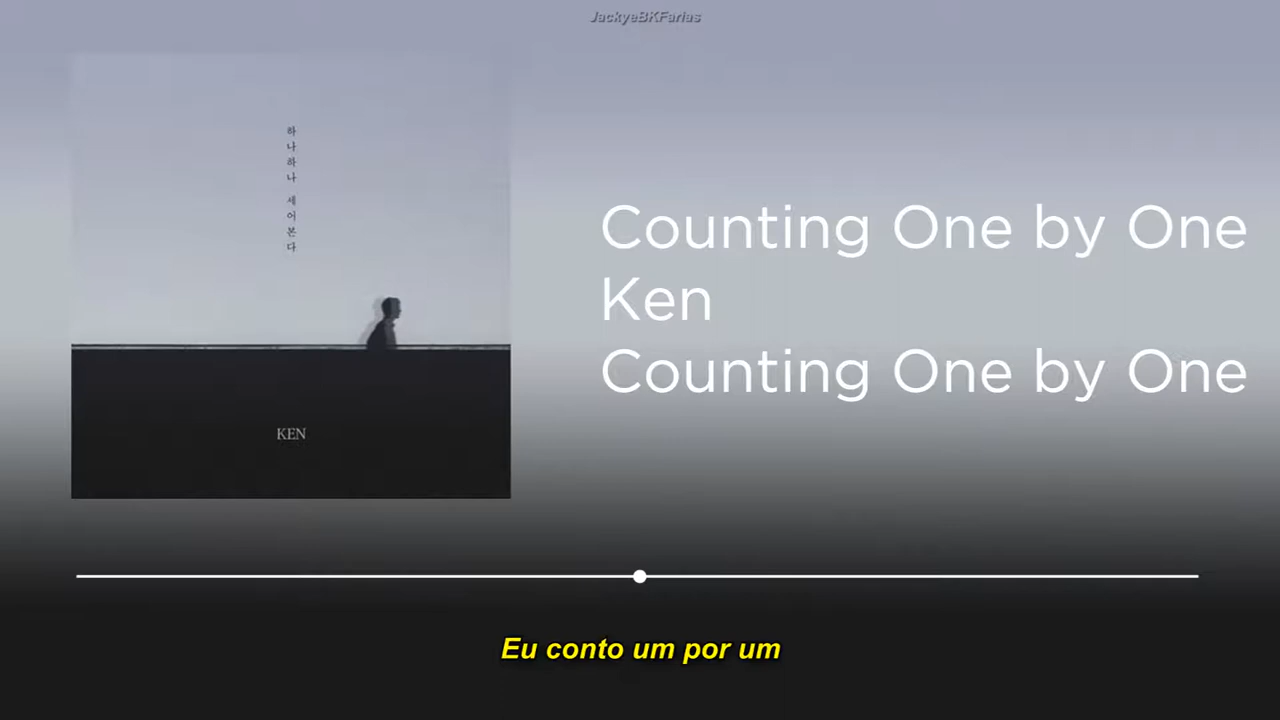 JackyeBKFarias
하나하나 세어본다
KEN
Counting One by One
Ken
Counting One by One
Eu conto um por um